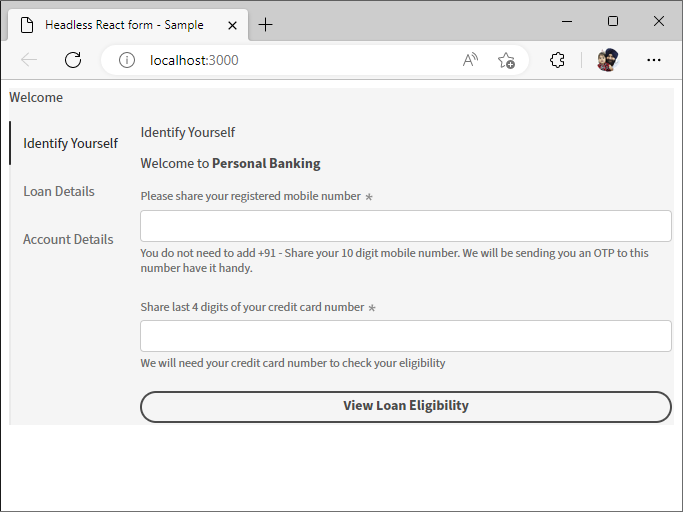 Headless React form - Sample
localhost:3000
Welcome
Identify Yourself
Loan Details
Account Details
Identify Yourself
Welcome to Personal Banking
Please share your registered mobile number *
You do not need to add +91 - Share your 10 digit mobile number. We will be sending you an OTP to this
number have it handy.
Share last 4 digits of your credit card number *
We will need your credit card number to check your eligibility
View Loan Eligibility